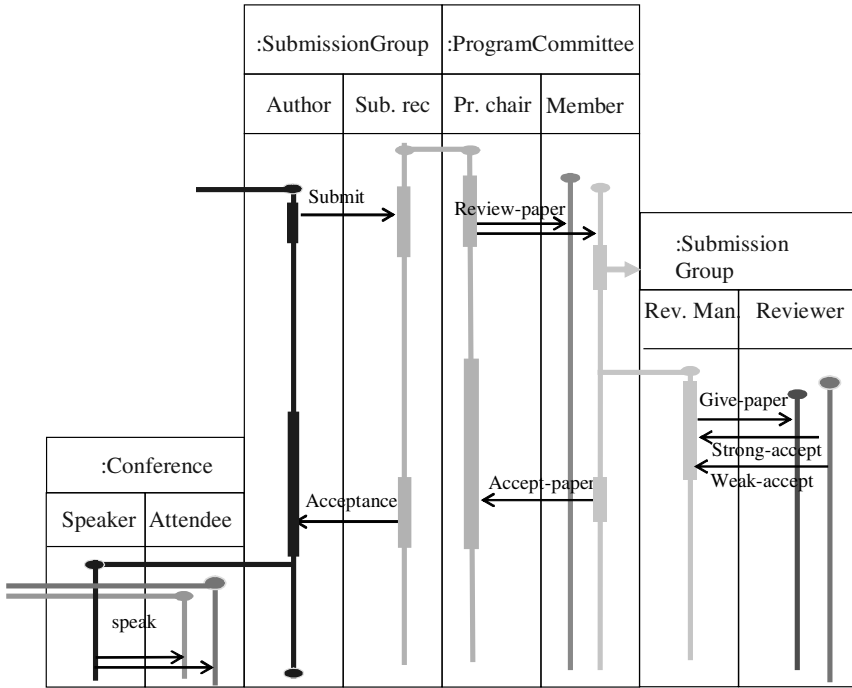 :SubmissionGroup
:ProgramCommittee
Author
Sub. rec
Pr. chair
Member
Submit
Review-paper
:Submission
Group
Rev. Man.
Reviewer
Give-paper
Strong-accept
Weak-accept
:Conference
Acceptance
Accept-paper
Speaker
Attendee
speak